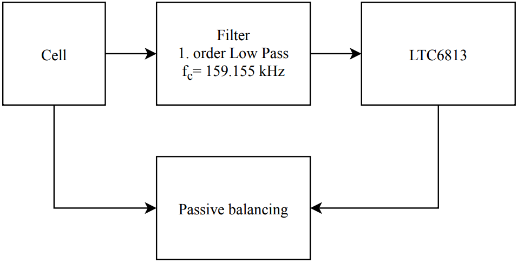 Cell
Filter
1. order Low Pass
fc= 159.155 kHz
LTC6813
Passive balancing